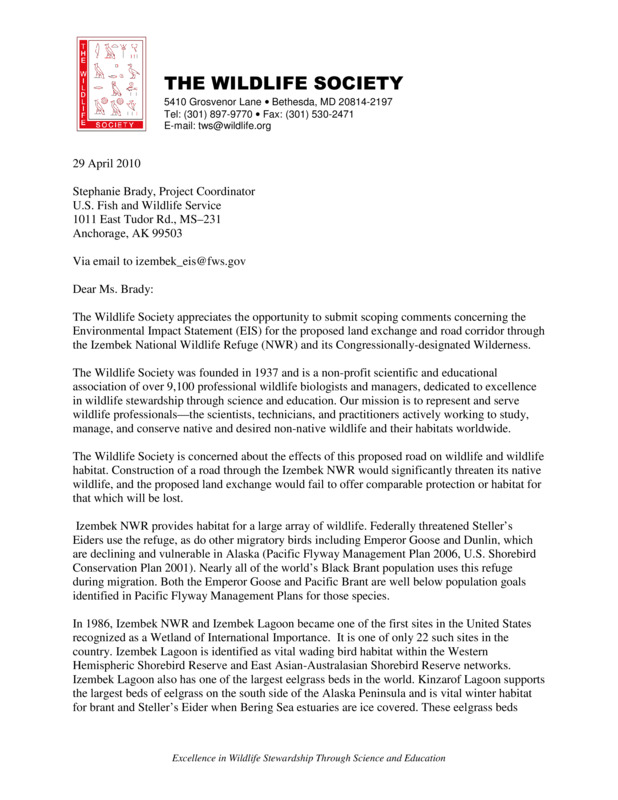 THE WILDLIFE
SOCIETY
THE WILDLIFE SOCIETY
5410 Grosvenor Lane • Bethesda, MD 20814-2197
Tel: (301) 897-9770 • Fax: (301) 530-2471
E-mail: tws@wildlife.org
29 April 2010
Stephanie Brady, Project Coordinator
U.S. Fish and Wildlife Service
1011 East Tudor Rd., MS–231
Anchorage, AK 99503
Via email to izembek_eis@fws.gov
Dear Ms. Brady:
The Wildlife Society appreciates the opportunity to submit scoping comments concerning the
Environmental Impact Statement (EIS) for the proposed land exchange and road corridor through
the Izembek National Wildlife Refuge (NWR) and its Congressionally-designated Wilderness.
The Wildlife Society was founded in 1937 and is a non-profit scientific and educational
association of over 9,100 professional wildlife biologists and managers, dedicated to excellence
in wildlife stewardship through science and education. Our mission is to represent and serve
wildlife professionals—the scientists, technicians, and practitioners actively working to study,
manage, and conserve native and desired non-native wildlife and their habitats worldwide.
The Wildlife Society is concerned about the effects of this proposed road on wildlife and wildlife
habitat. Construction of a road through the Izembek NWR would significantly threaten its native
wildlife, and the proposed land exchange would fail to offer comparable protection or habitat for
that which will be lost.
Izembek NWR provides habitat for a large array of wildlife. Federally threatened Steller's
Eiders use the refuge, as do other migratory birds including Emperor Goose and Dunlin, which
are declining and vulnerable in Alaska (Pacific Flyway Management Plan 2006, U.S. Shorebird
Conservation Plan 2001). Nearly all of the world's Black Brant population uses this refuge
during migration. Both the Emperor Goose and Pacific Brant are well below population goals
identified in Pacific Flyway Management Plans for those species.
In 1986, Izembek NWR and Izembek Lagoon became one of the first sites in the United States
recognized as a Wetland of International Importance.  It is one of only 22 such sites in the
country. Izembek Lagoon is identified as vital wading bird habitat within the Western
Hemispheric Shorebird Reserve and East Asian-Australasian Shorebird Reserve networks.
Izembek Lagoon also has one of the largest eelgrass beds in the world. Kinzarof Lagoon supports
the largest beds of eelgrass on the south side of the Alaska Peninsula and is vital winter habitat
for brant and Steller's Eider when Bering Sea estuaries are ice covered. These eelgrass beds
Excellence in Wildlife Stewardship Through Science and Education